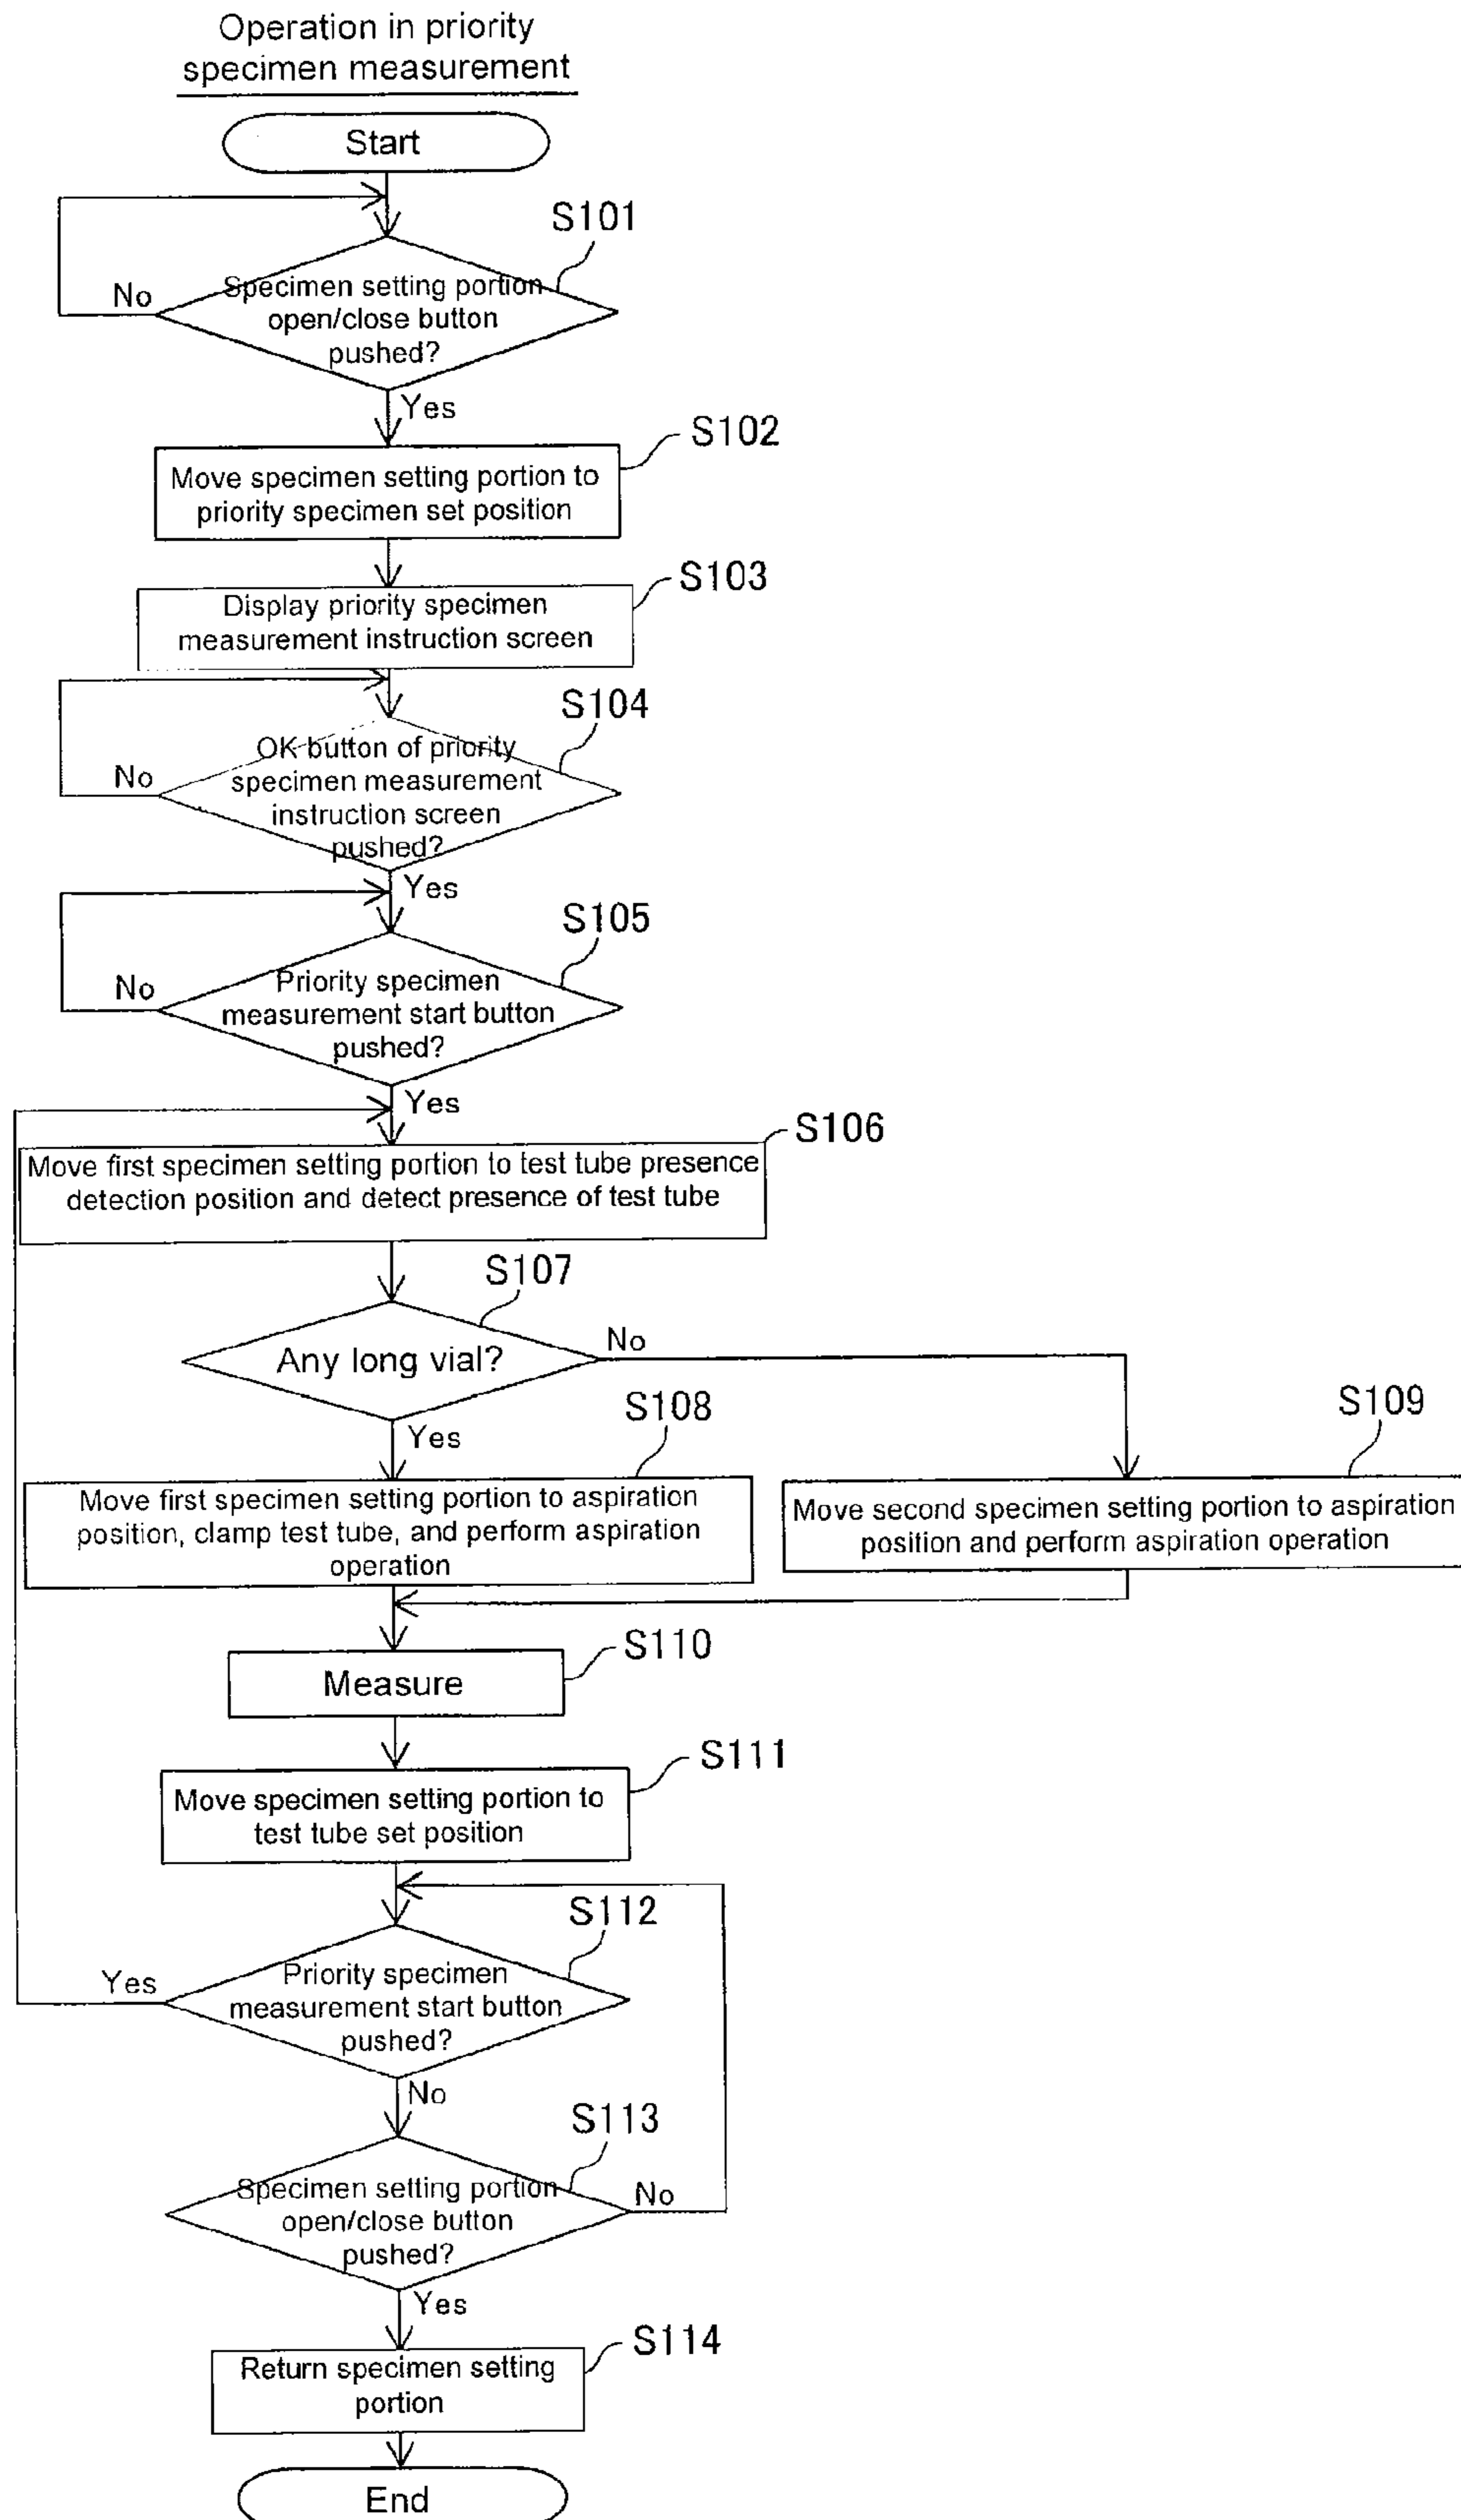 Operation in priority
specimen measurement
Start
S101
Specimen setting portion
open/close button
pushed?
No
Yes
S102
Move specimen setting portion to
priority specimen set position
S103
Display priority specimen
measurement instruction screen
S104
OK button of priority
specimen measurement
instruction screen
pushed?
No
Yes
S105
Priority specimen
measurement start button
pushed?
No
Yes
S106
Move first specimen setting portion to test tube presence
detection position and detect presence of test tube
S107
Any long vial?
No
Yes
S108
Move first specimen setting portion to aspiration
position, clamp test tube, and perform aspiration
operation
S109
Move second specimen setting portion to aspiration
position and perform aspiration operation
S110
Measure
S111
Move specimen setting portion to
test tube set position
S112
Priority specimen
measurement start button
pushed?
Yes
No
S113
Specimen setting portion
open/close button
pushed?
No
Yes
S114
Return specimen setting
portion
End